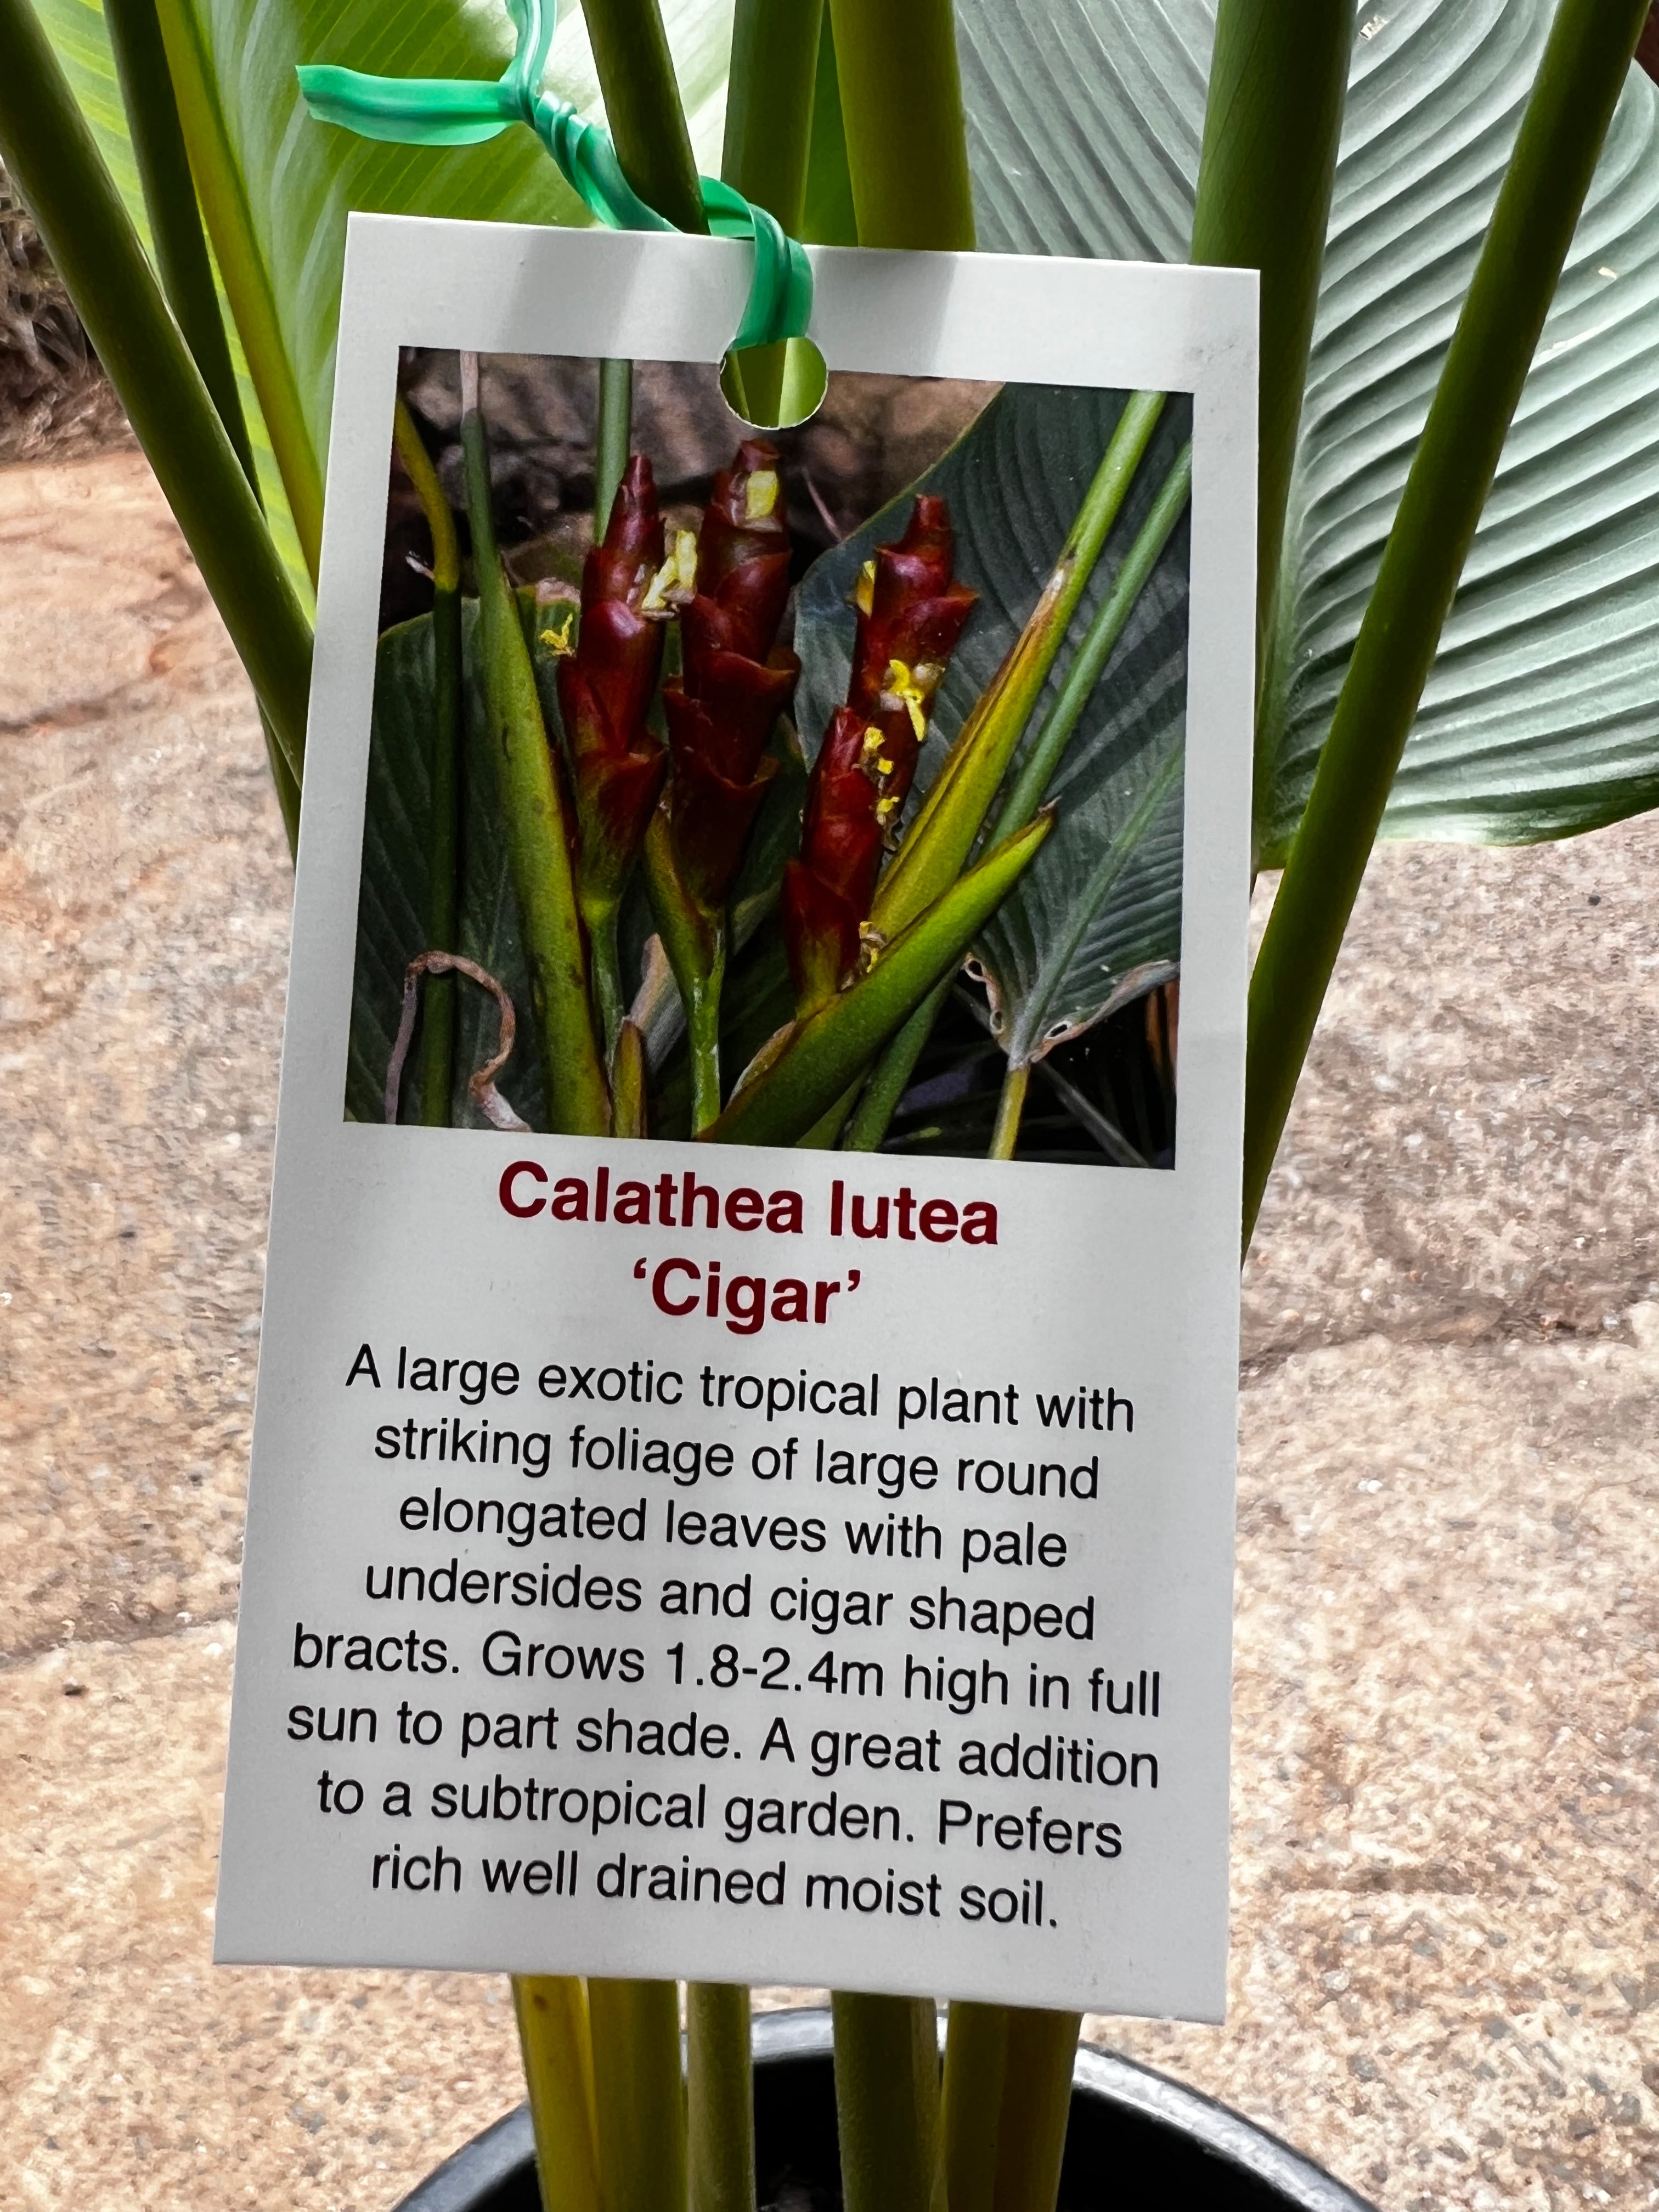 Calathea lutea
‘Cigar’
A large exotic tropical plant with
striking foliage of large round
elongated leaves with pale
undersides and cigar shaped
bracts. Grows 1.8-2.4m high in full
sun to part shade. A great addition
to a subtropical garden. Prefers
rich well drained moist soil.